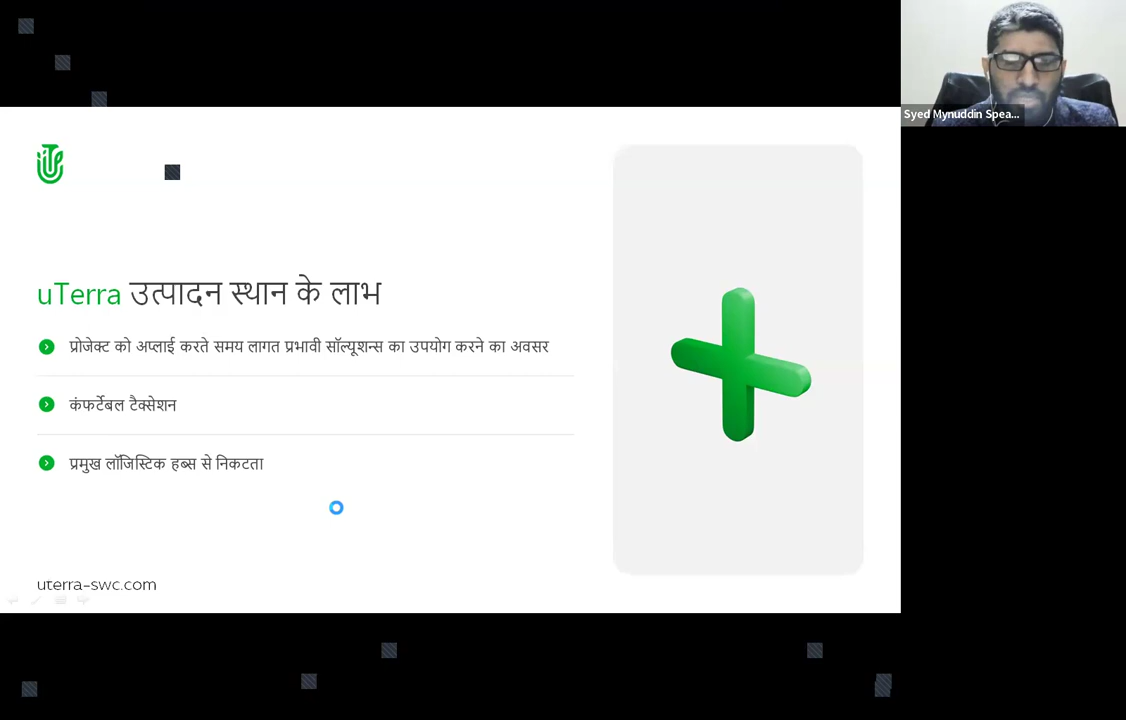 Syed Mynuddin Spea...
uTerra उत्पादन स्थान के लाभ
प्रोजेक्ट को अप्लाई करते समय लागत प्रभावी सॉल्यूशन्स का उपयोग करने का अवसर
कंफर्टेबल टैक्सेशन
प्रमुख लॉजिस्टिक हब्स से निकटता
uterra-swc.com